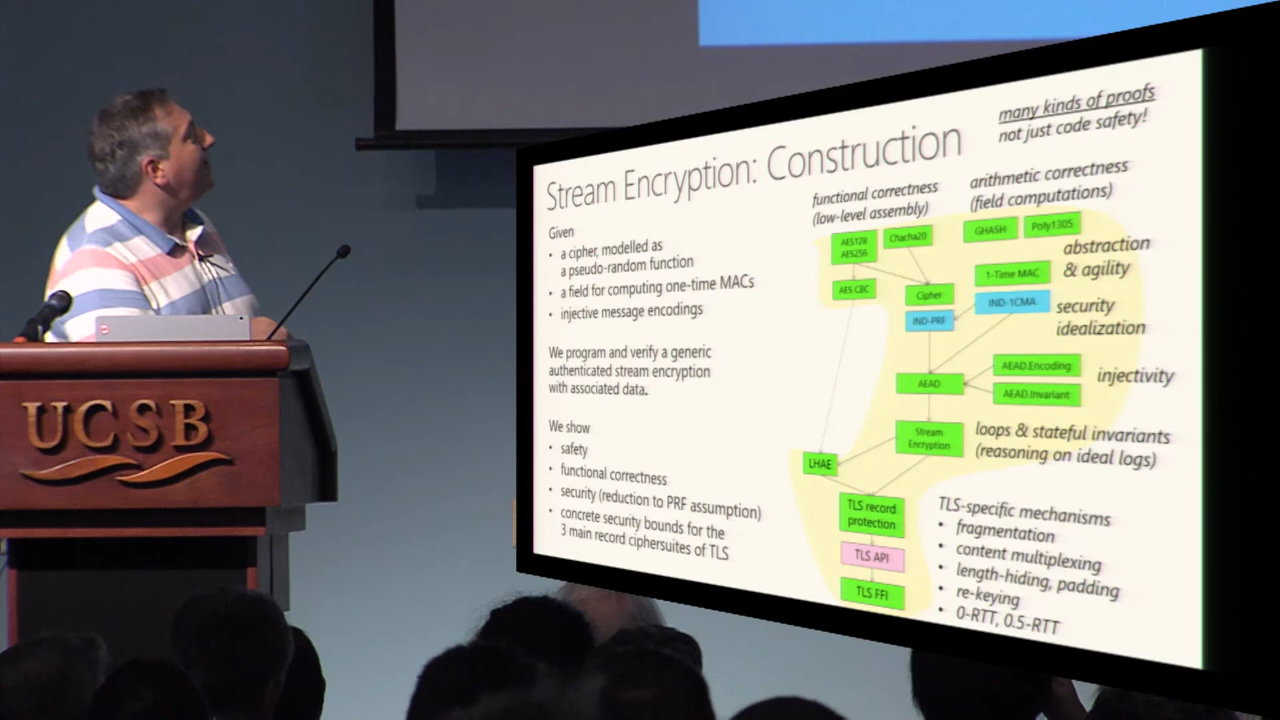 UCSB
Stream Encryption: Construction
many kinds of proofs
not just code safety!
Given
• a cipher, modelled as
a pseudo-random function
• a field for computing one-time MACs
• injective message encodings
We program and verify a generic
authenticated stream encryption
with associated data.
We show
• safety
• functional correctness
• security (reduction to PRF assumption)
• concrete security bounds for the
3 main record ciphersuites of TLS
functional correctness
(low-level assembly)
arithmetic correctness
(field computations)
AES128
AES256
Chacha20
GHASH
Poly1305
abstraction
& agility
AES CBC
Cipher
1-Time MAC
IND-PRF
IND-1CMA
security
idealization
AEAD
AEAD.Encoding
AEAD.Invariant
injectivity
Stream
Encryption
loops & stateful invariants
(reasoning on ideal logs)
LHAE
TLS record
protection
TLS API
TLS FFI
TLS-specific mechanisms
• fragmentation
• content multiplexing
• length-hiding, padding
• re-keying
• 0-RTT, 0.5-RTT